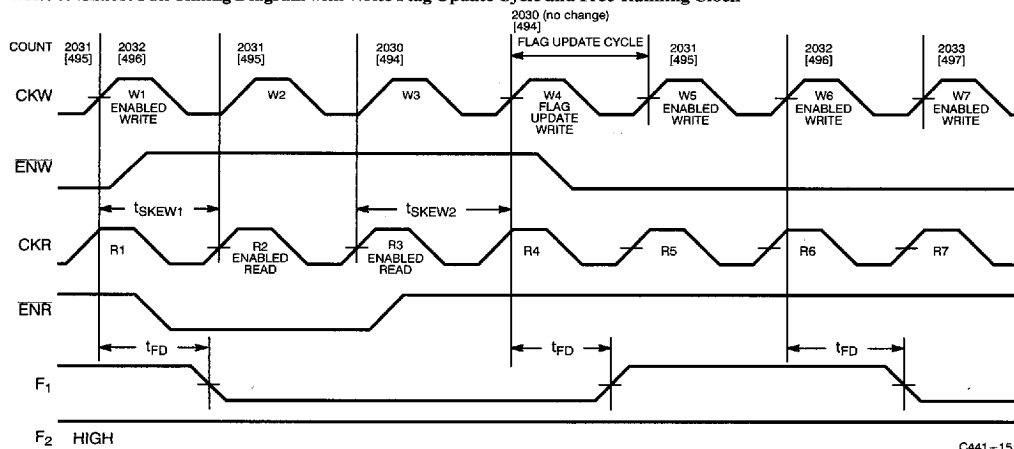 2030 (no change)
[494]
COUNT 2031 2032 2031 2030 FLAG UPDATE CYCLE 2031 2032 2033
[495] [496] [495] [494] [495] [496] [497]
CKW W1 W2 W3 W4 W5 W6 W7
ENABLED WRITE FLAG UPDATE WRITE ENABLED WRITE ENABLED WRITE ENABLED WRITE
ENW
tSKEW1 tSKEW2
CKR R1 R2 R3 R4 R5 R6 R7
ENABLED READ ENABLED READ
ENR
tFD tFD tFD
F1
F2 HIGH
C441-15